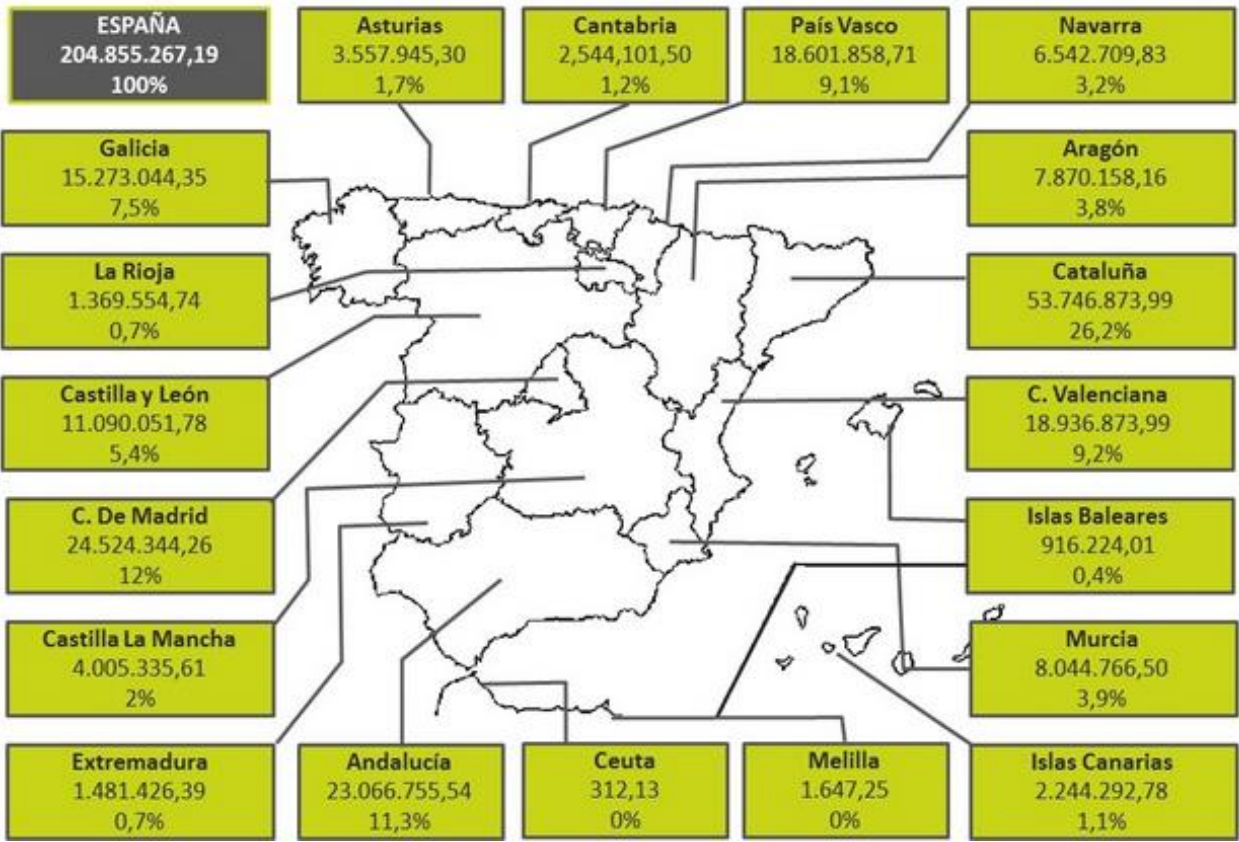 ESPAÑA
204.855.267,19
100%
Asturias
3.557.945,30
1,7%
Cantabria
2,544,101,50
1,2%
País Vasco
18.601.858,71
9,1%
Navarra
6.542.709,83
3,2%
Galicia
15.273.044,35
7,5%
Aragón
7.870.158,16
3,8%
La Rioja
1.369.554,74
0,7%
Cataluña
53.746.873,99
26,2%
Castilla y León
11.090.051,78
5,4%
C. Valenciana
18.936.873,99
9,2%
C. De Madrid
24.524.344,26
12%
Islas Baleares
916.224,01
0,4%
Castilla La Mancha
4.005.335,61
2%
Murcia
8.044.766,50
3,9%
Extremadura
1.481.426,39
0,7%
Andalucía
23.066.755,54
11,3%
Ceuta
312,13
0%
Melilla
1.647,25
0%
Islas Canarias
2.244.292,78
1,1%